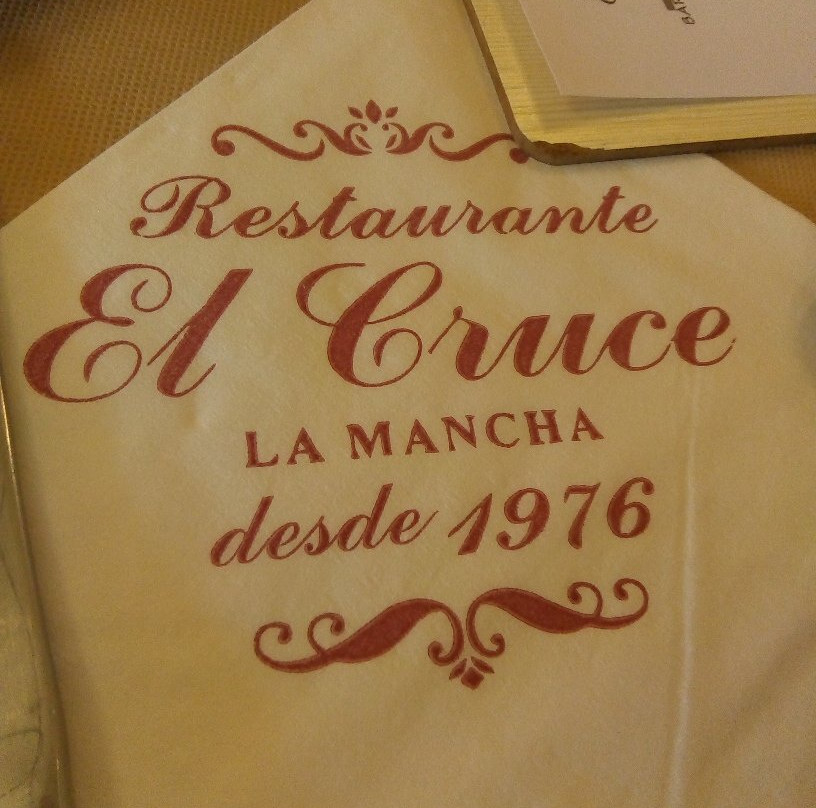 Restaurante
El Cruce
LA MANCHA
desde 1976